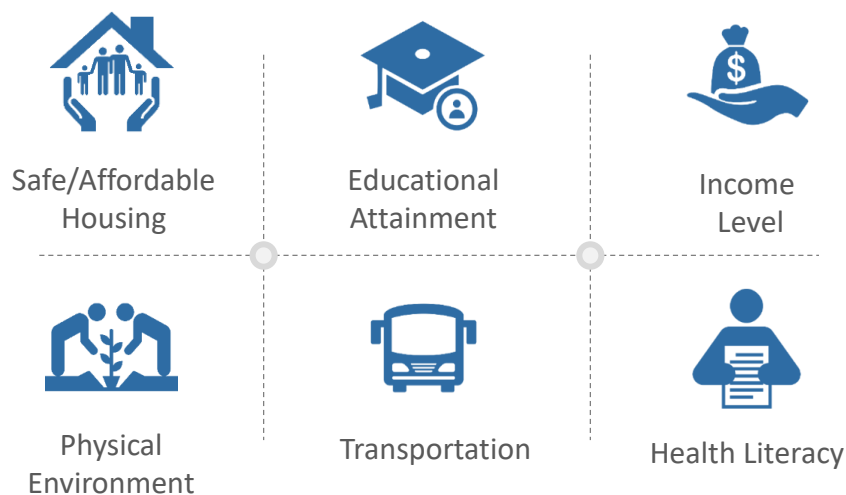 $
Safe/Affordable
Housing
Educational
Attainment
Income
Level
Physical
Environment
Transportation
Health Literacy